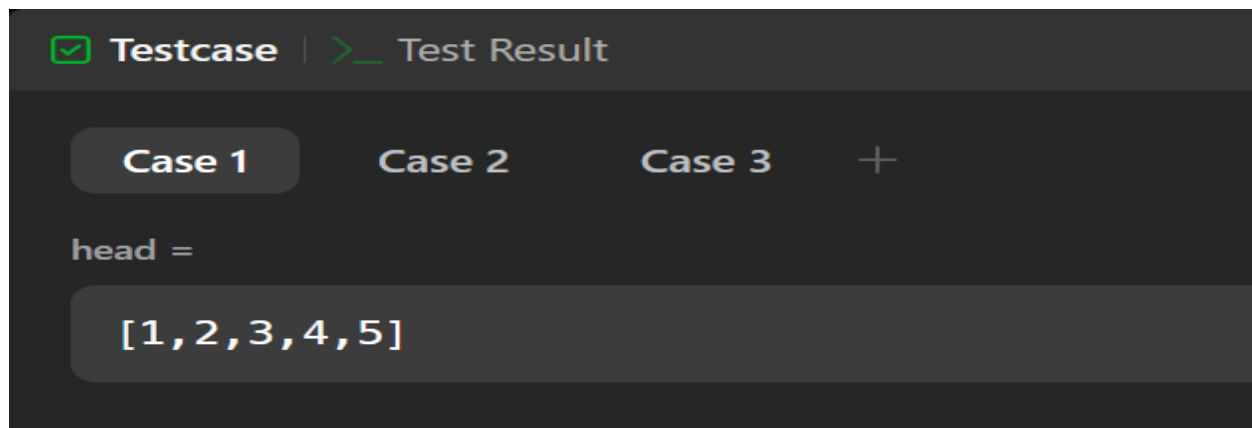 Testcase | >_ Test Result
Case 1 Case 2 Case 3 +
head =
[1,2,3,4,5]